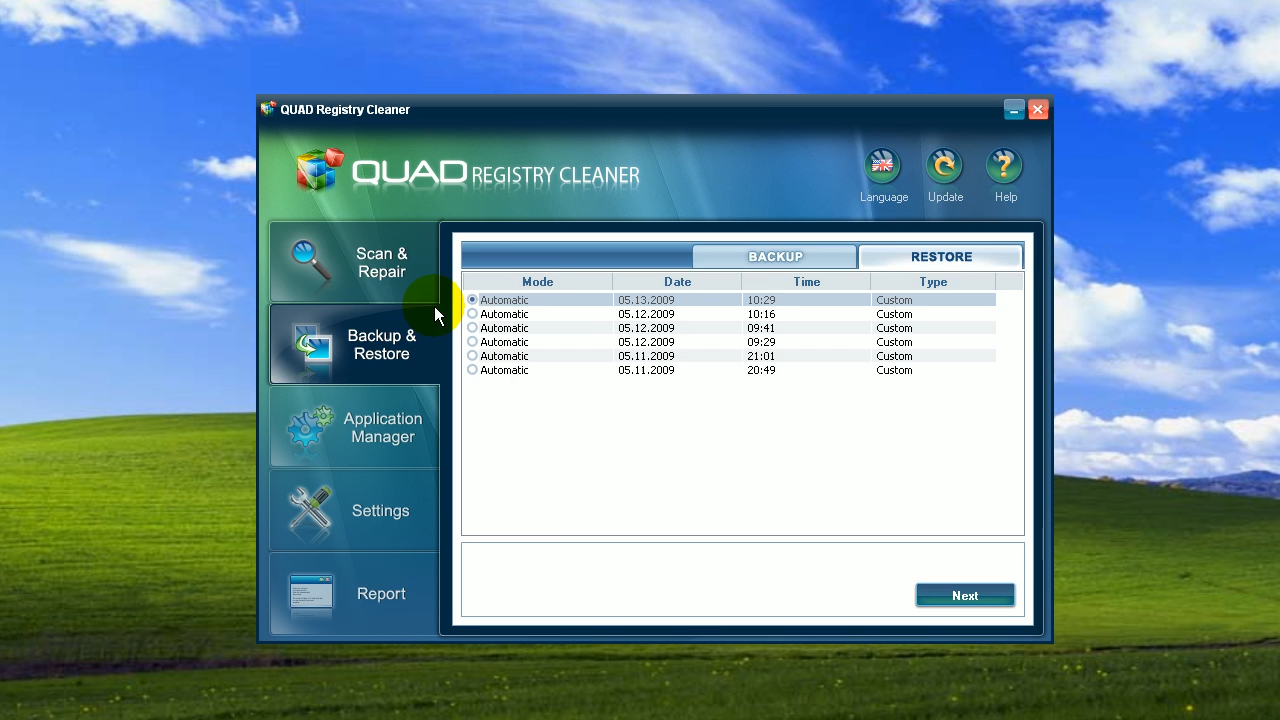 QUAD Registry Cleaner
QUAD REGISTRY CLEANER
Language Update Help
Scan &
Repair
Backup &
Restore
Application
Manager
Settings
Report
BACKUP RESTORE
Mode Date Time Type
Automatic 05.13.2009 10:29 Custom
Automatic 05.12.2009 10:16 Custom
Automatic 05.12.2009 09:41 Custom
Automatic 05.12.2009 09:29 Custom
Automatic 05.11.2009 21:01 Custom
Automatic 05.11.2009 20:49 Custom
Next